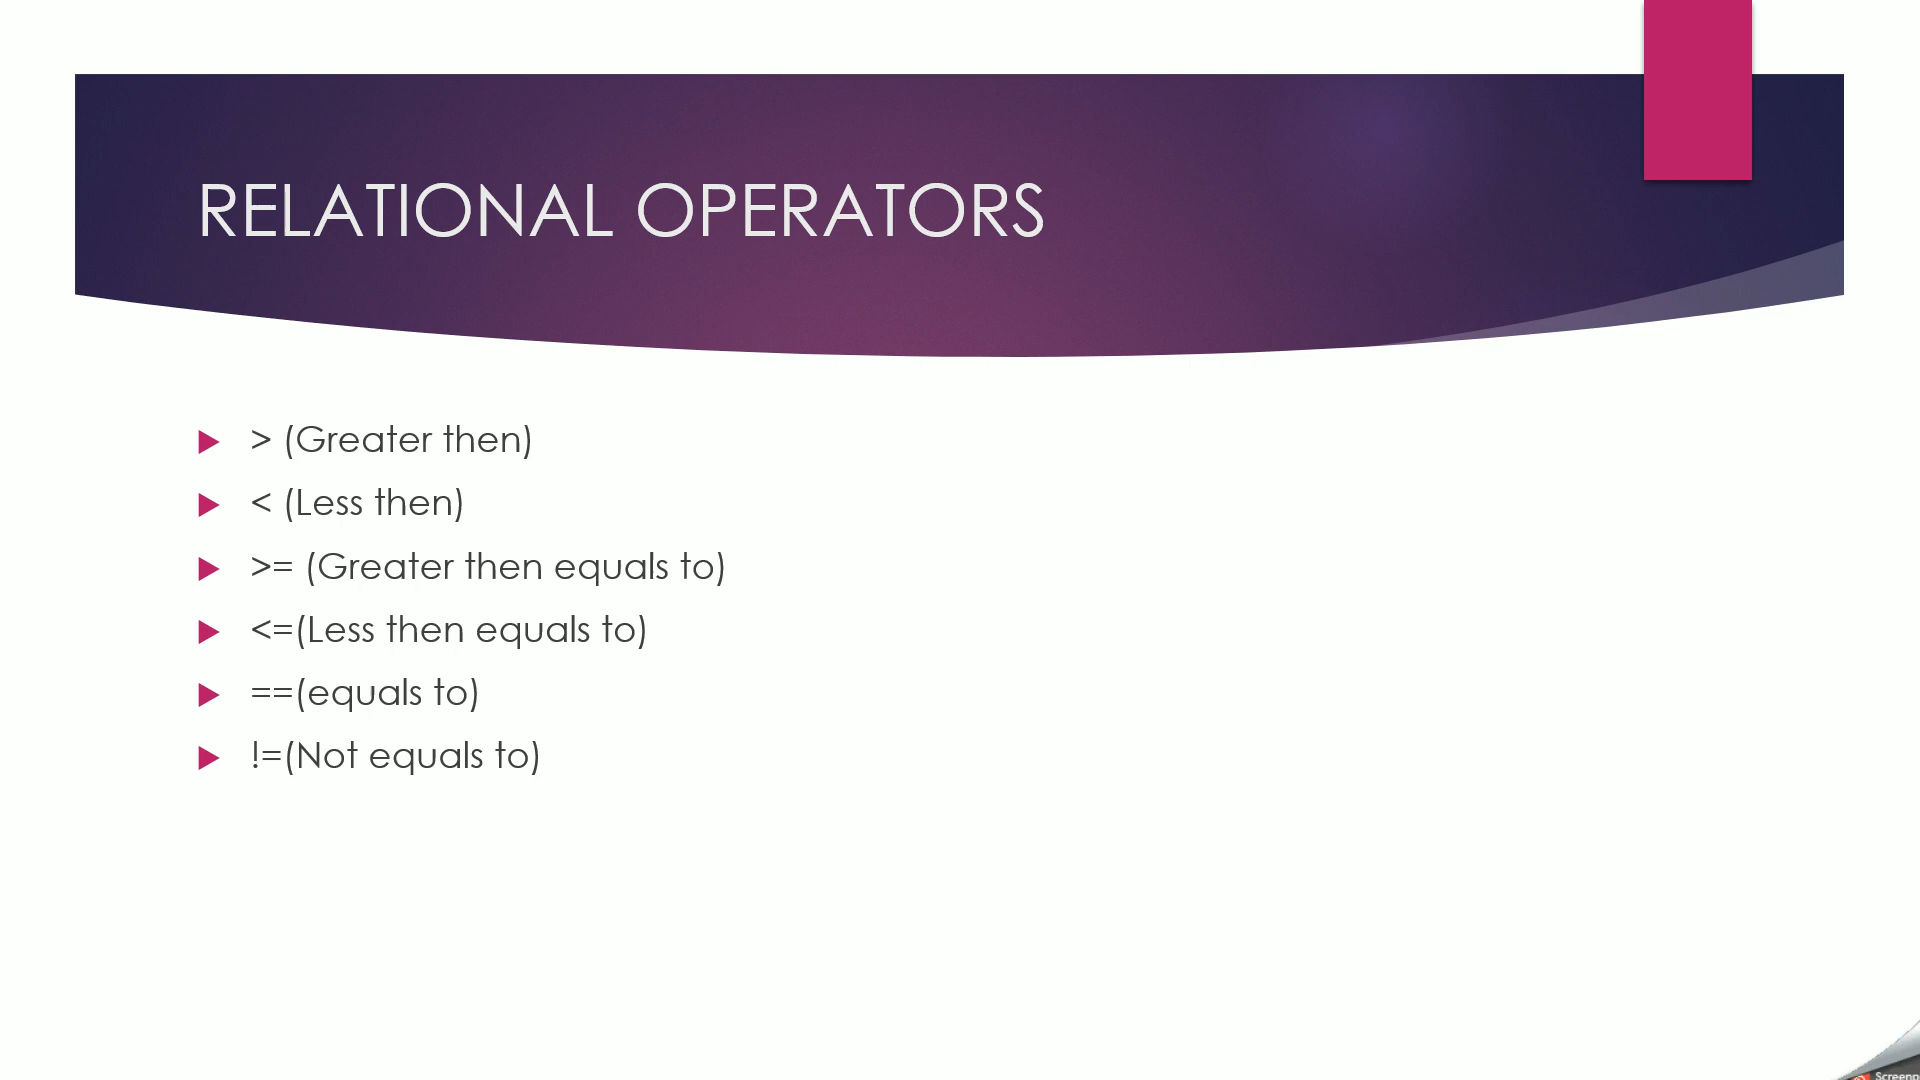 RELATIONAL OPERATORS
> (Greater then)
< (Less then)
>= (Greater then equals to)
<=(Less then equals to)
==(equals to)
!=(Not equals to)